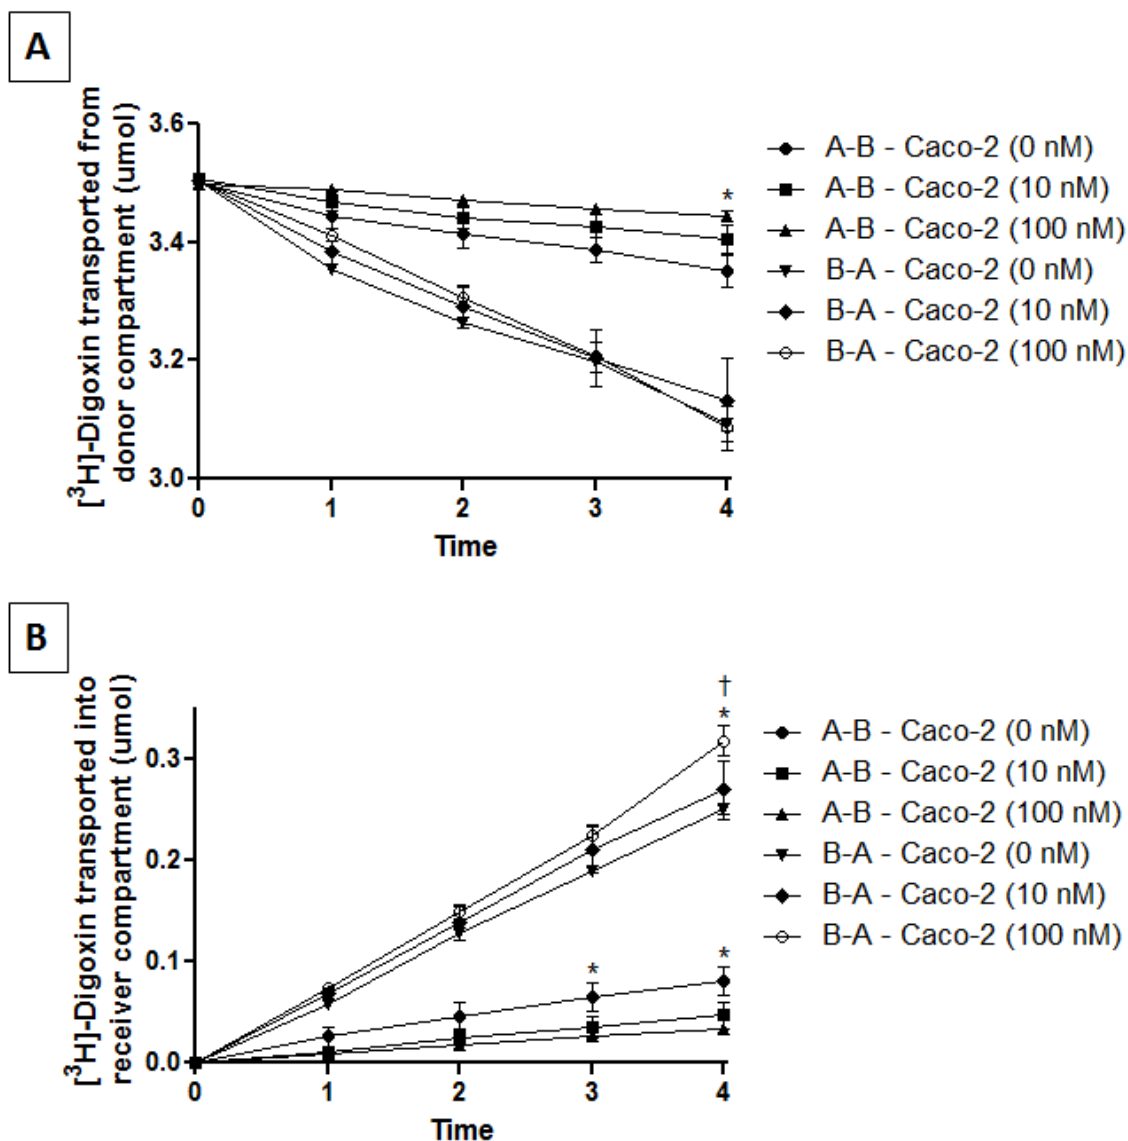 A
[³H]-Digoxin transported from
donor compartment (umol)
3.6
3.4
3.2
3.0
0 1 2 3 4
Time
*
A-B - Caco-2 (0 nM)
A-B - Caco-2 (10 nM)
A-B - Caco-2 (100 nM)
B-A - Caco-2 (0 nM)
B-A - Caco-2 (10 nM)
B-A - Caco-2 (100 nM)
B
[³H]-Digoxin transported into
receiver compartment (umol)
0.3
0.2
0.1
0.0
0 1 2 3 4
Time
†
*
* *
A-B - Caco-2 (0 nM)
A-B - Caco-2 (10 nM)
A-B - Caco-2 (100 nM)
B-A - Caco-2 (0 nM)
B-A - Caco-2 (10 nM)
B-A - Caco-2 (100 nM)